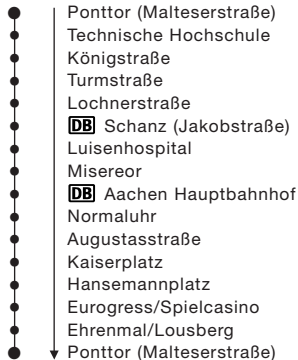 Ponttor (Malteserstraße)
Technische Hochschule
Königstraße
Turmstraße
Lochnerstraße
DB Schanz (Jakobstraße)
Luisenhospital
Misereor
DB Aachen Hauptbahnhof
Normaluhr
Augustasstraße
Kaiserplatz
Hansemannplatz
Eurogress/Spielcasino
Ehrenmal/Lousberg
Ponttor (Malteserstraße)